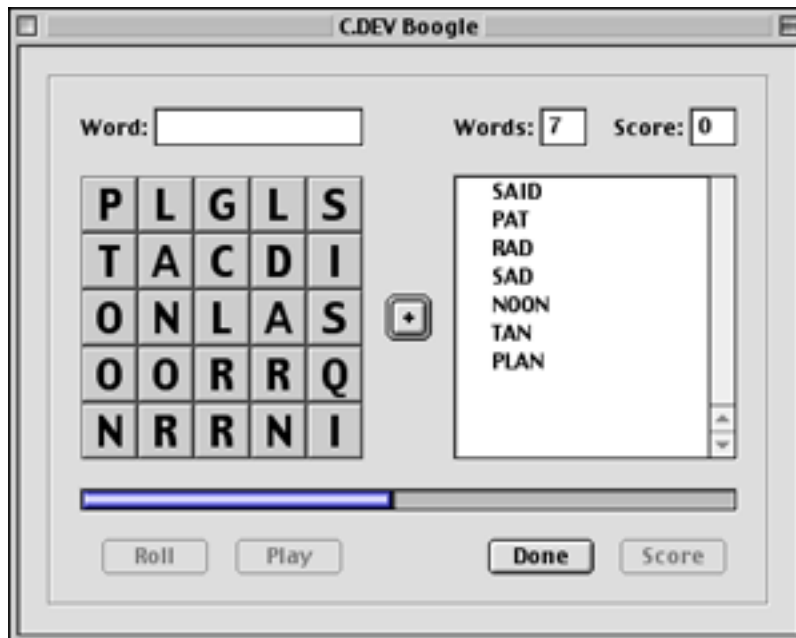 C.DEV Boogle
Word: Words: 7 Score: 0
P L G L S
T A C D I
O N L A S
O O R R Q
N R R N I
+
SAID
PAT
RAD
SAD
NOON
TAN
PLAN
Roll Play Done Score